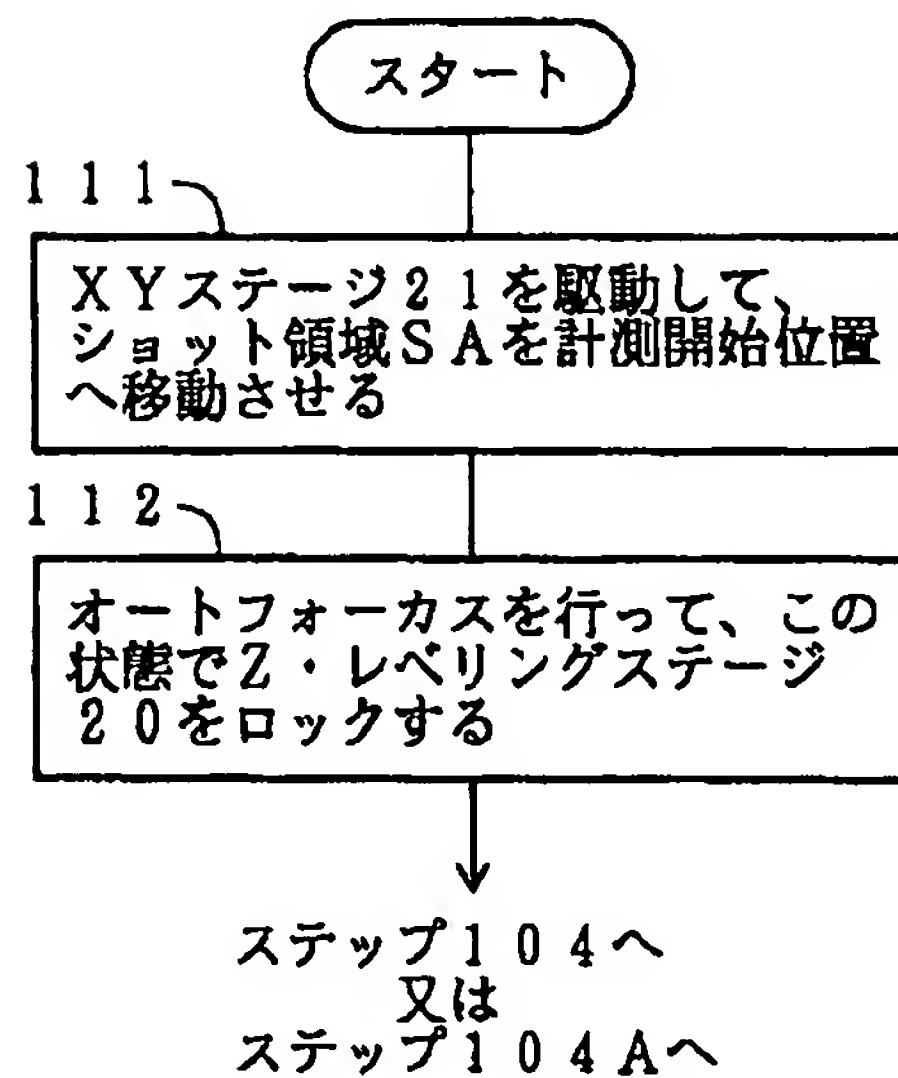 スタート
１１１
ＸＹステージ２１を駆動して、
ショット領域ＳＡを計測開始位置
へ移動させる
１１２
オートフォーカスを行って、この
状態でＺ・レベリングステージ
２０をロックする
ステップ１０４へ
又は
ステップ１０４Ａへ